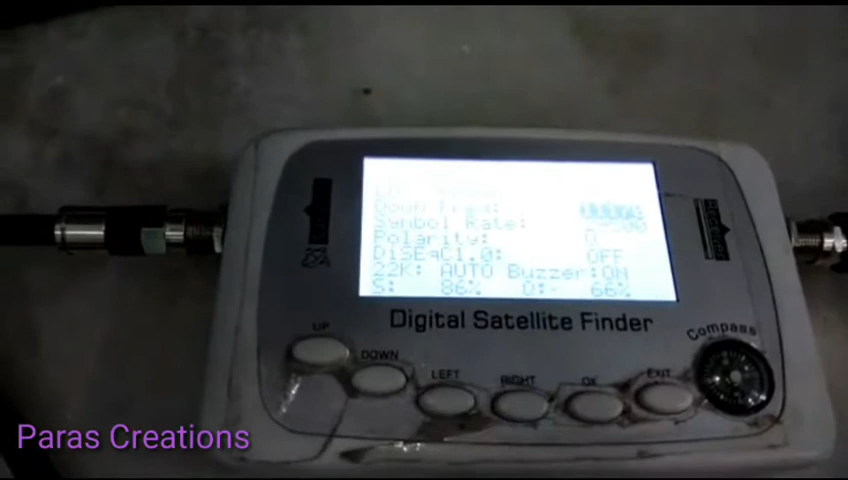 Down Freq:
Symbol Rate:
Polarity:
DiSEqC1.0: OFF
22K: AUTO Buzzer:ON
S: 86% Q:- 66%
Digital Satellite Finder
Compass
UP
DOWN
LEFT
RIGHT
OK
EXIT
Paras Creations